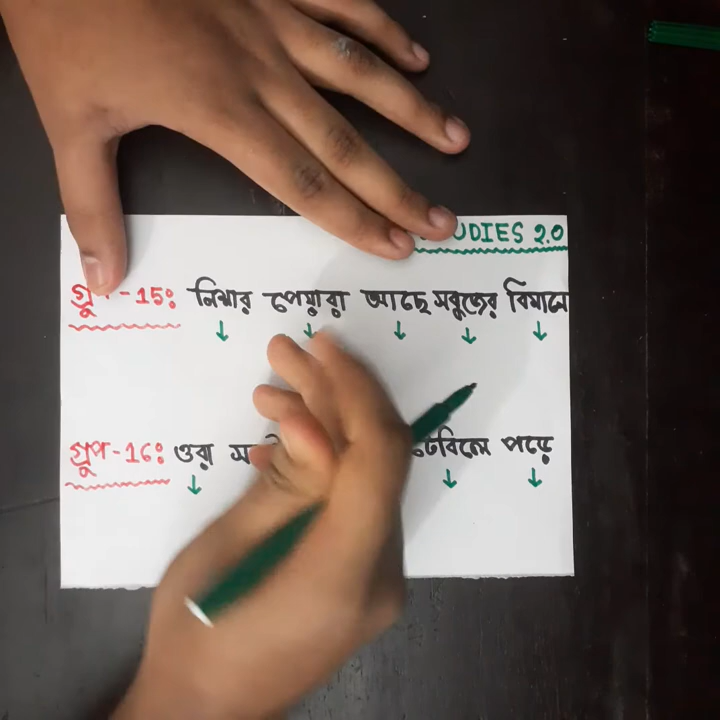 UDIES 2.0
গ্রুপ-15ঃ নিঝার পেয়ারা আছে সবুজের বিমানে
গ্রুপ-16ঃ ওরা টেবিলে পড়ে